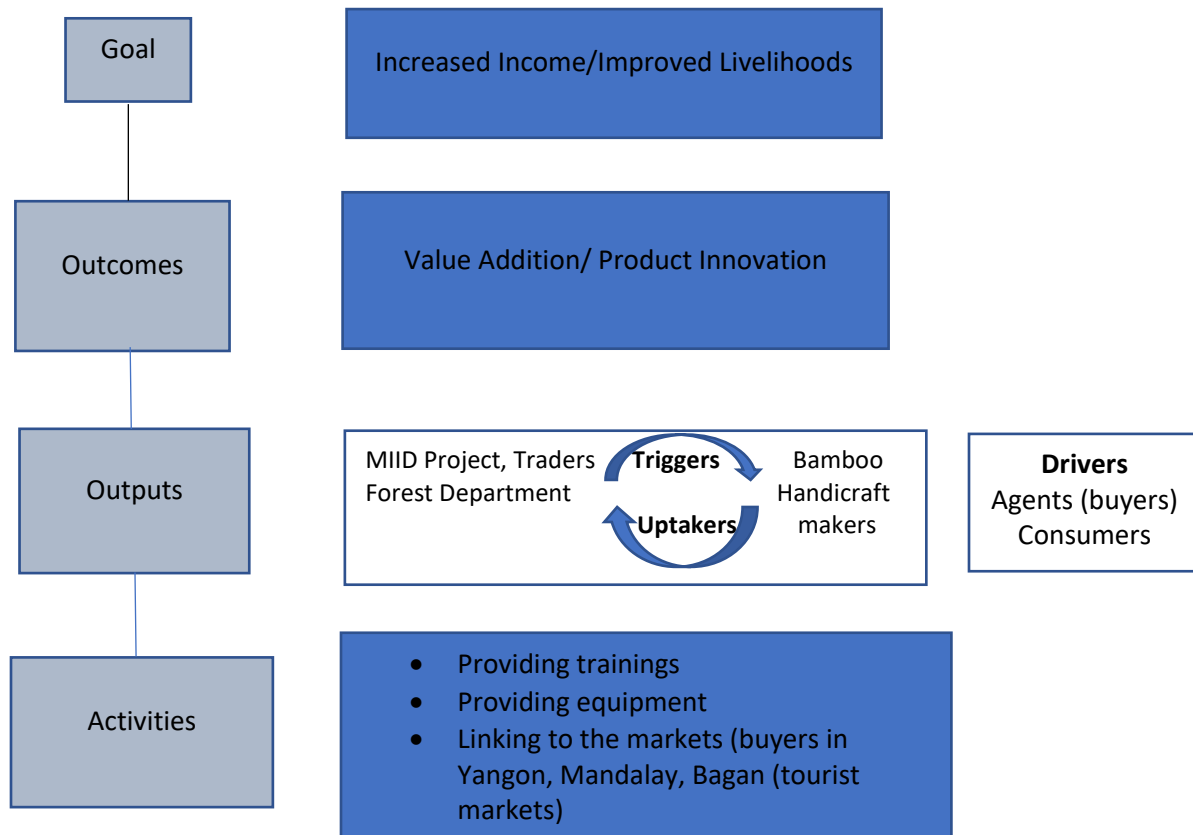 Goal
Increased Income/Improved Livelihoods
Outcomes
Value Addition/ Product Innovation
Outputs
MIID Project, Traders
Forest Department
Triggers
Uptakers
Bamboo
Handicraft
makers
Drivers
Agents (buyers)
Consumers
Activities
• Providing trainings
• Providing equipment
• Linking to the markets (buyers in
Yangon, Mandalay, Bagan (tourist
markets)